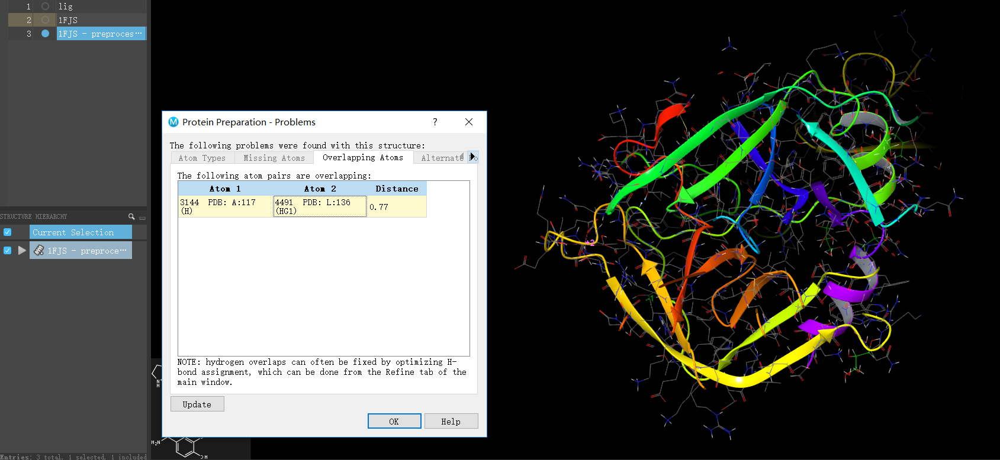 1 lig
2 1FJS
3 1FJS - preproces…
Protein Preparation - Problems
?
The following problems were found with this structure:
Atom Types Missing Atoms Overlapping Atoms Alternate Po
The following atom pairs are overlapping:
Atom 1 Atom 2 Distance
3144 PDB: A:117 4491 PDB: L:136
(H) (HG1) 0.77
STRUCTURE HIERARCHY
Current Selection
1FJS - preproce…
+2
-1
NOTE: hydrogen overlaps can often be fixed by optimizing H-
bond assignment, which can be done from the Refine tab of the
main window.
N
H
Update
OK Help
H2N
OH
Entries: 3 total, 1 selected, 1 included